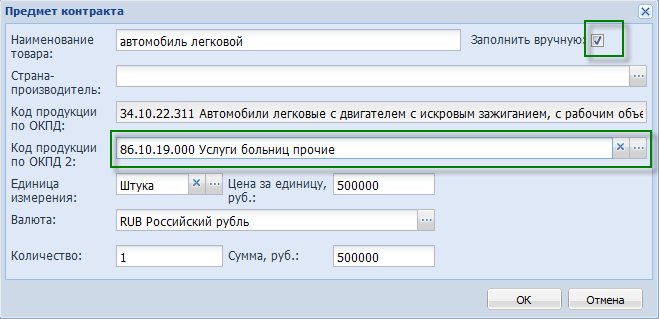 Предмет контракта
Наименование товара: автомобиль легковой Заполнить вручную:
Страна-производитель:
Код продукции по ОКПД: 34.10.22.311 Автомобили легковые с двигателем с искровым зажиганием, с рабочим объе
Код продукции по ОКПД 2: 86.10.19.000 Услуги больниц прочие
Единица измерения: Штука Цена за единицу, руб.: 500000
Валюта: RUB Российский рубль
Количество: 1 Сумма, руб.: 500000
ОК Отмена